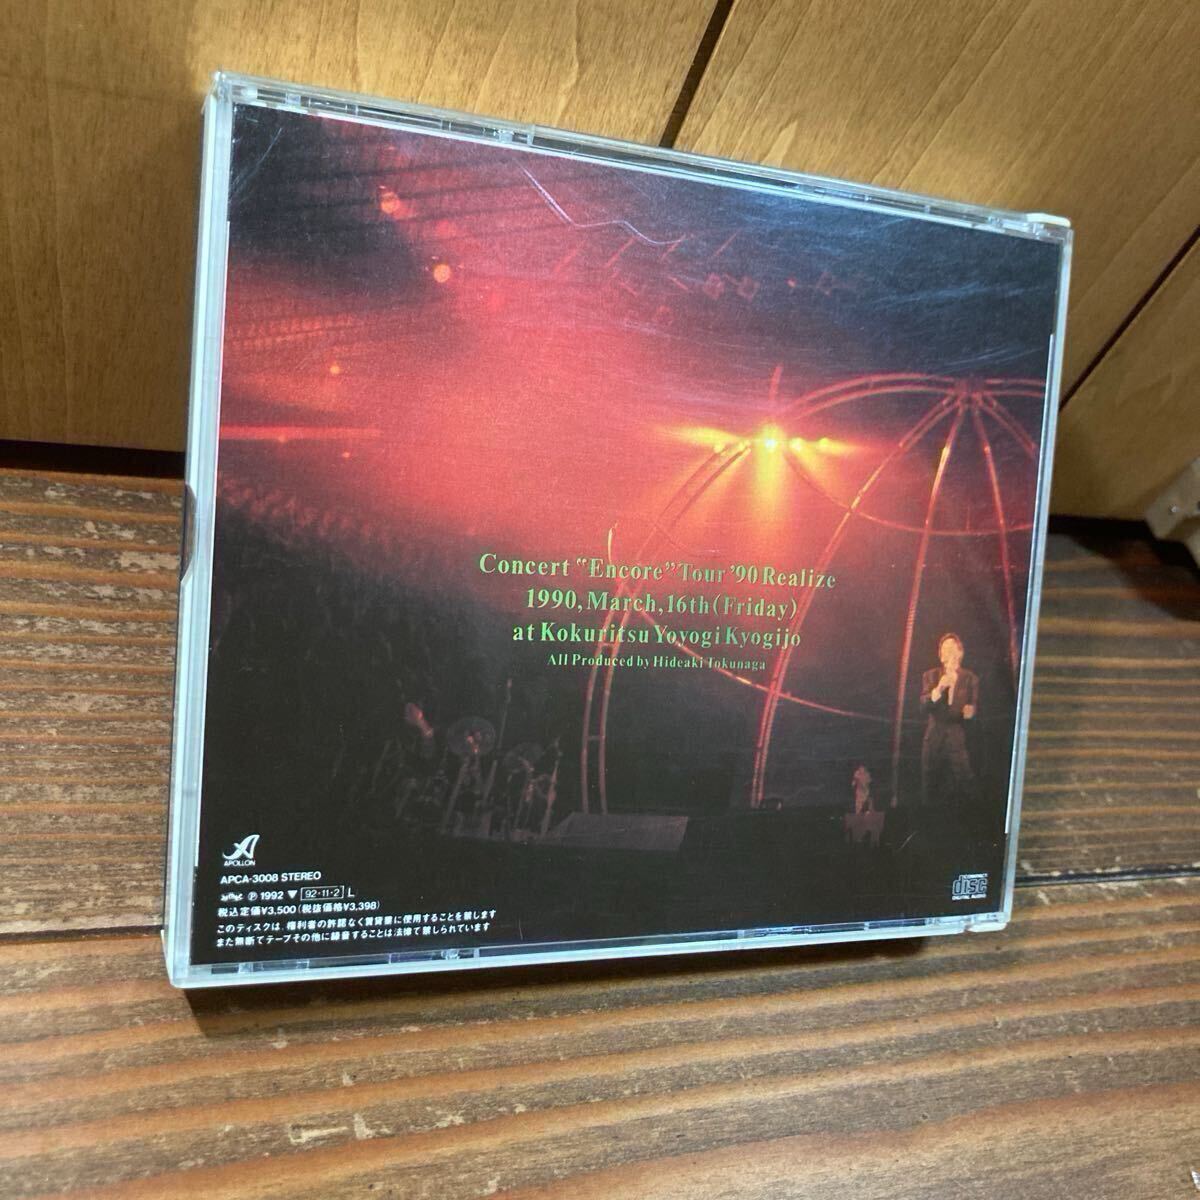 Concert "Encore" Tour '90 Realize
1990, March, 16th (Friday)
at Kokuritsu Yoyogi Kyogijo
All Produced by Hideaki Tokunaga
APOLLON
APCA-3008 STEREO
℗ 1992 ▼ 92·11·2 L
税込定価¥3,500(税抜価格¥3,398)
このディスクは、権利者の許諾なく賃貸業に使用することを禁じます
また無断でテープその他に録音することは法律で禁じられています
COMPACT
disc
DIGITAL AUDIO